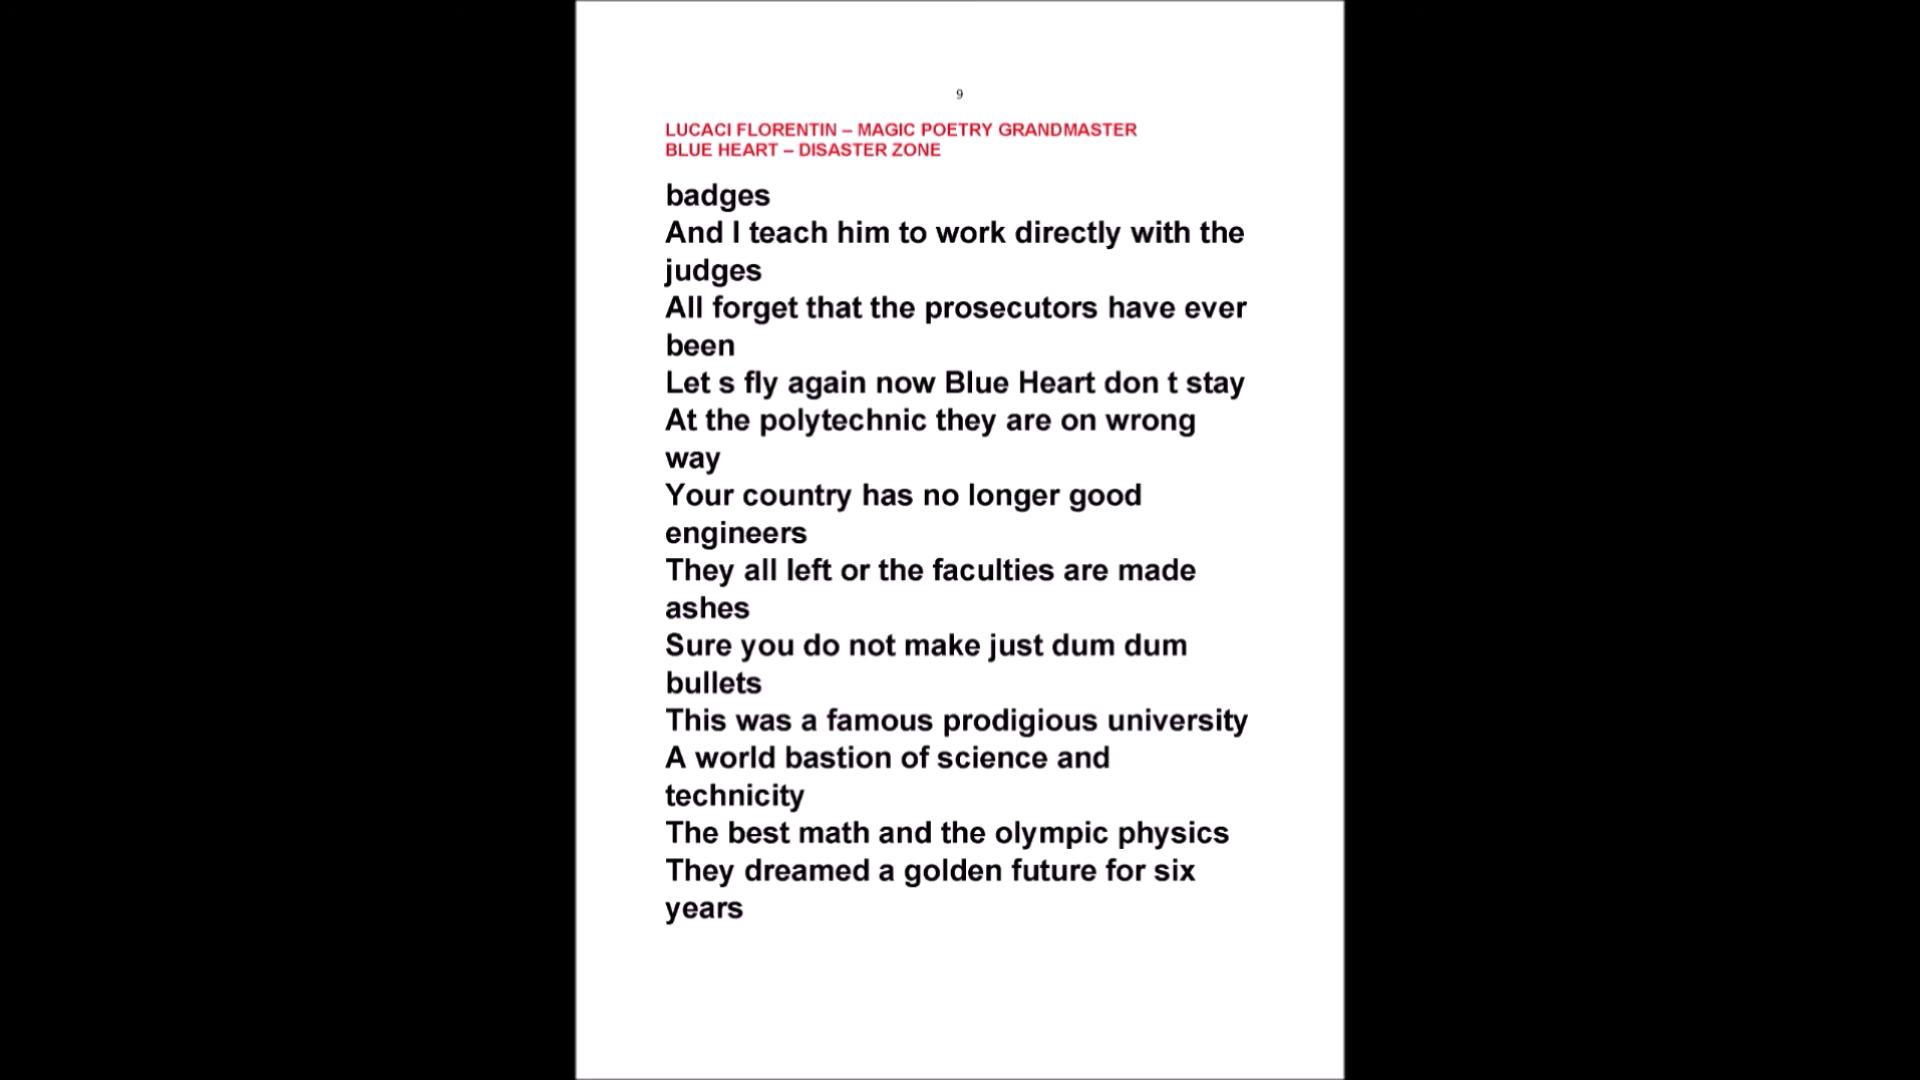 9
LUCACI FLORENTIN – MAGIC POETRY GRANDMASTER
BLUE HEART – DISASTER ZONE
badges
And I teach him to work directly with the
judges
All forget that the prosecutors have ever
been
Let s fly again now Blue Heart don t stay
At the polytechnic they are on wrong
way
Your country has no longer good
engineers
They all left or the faculties are made
ashes
Sure you do not make just dum dum
bullets
This was a famous prodigious university
A world bastion of science and
technicity
The best math and the olympic physics
They dreamed a golden future for six
years